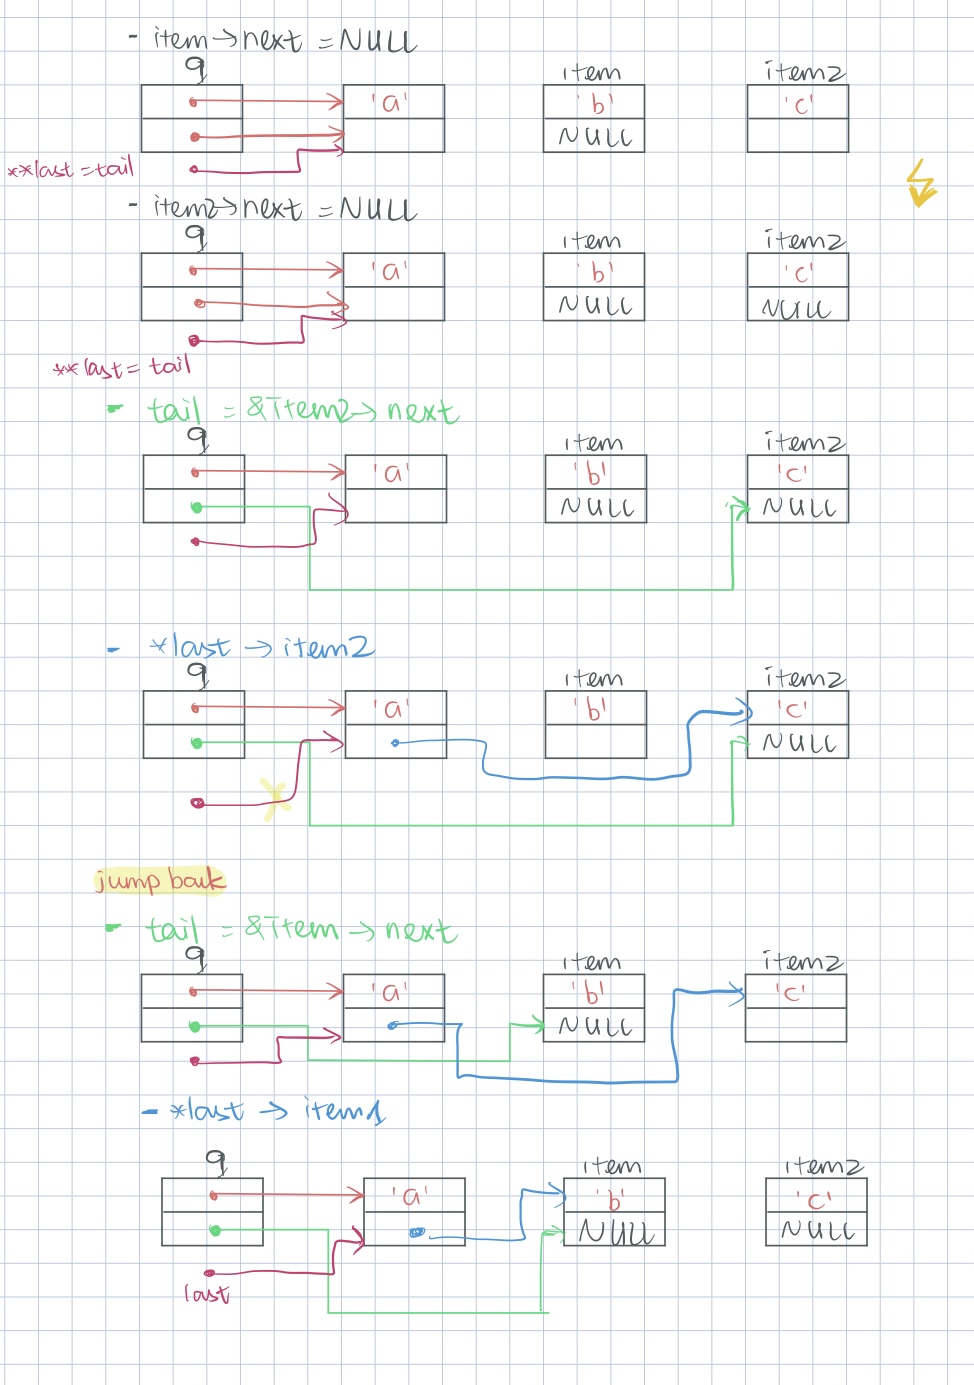 - item→next = NULL
q item item2
'a' 'b' 'c'
NULL
**last = tail
- item2→next = NULL
q item item2
'a' 'b' 'c'
NULL NULL
**last = tail
- tail = &item2→next
q item item2
'a' 'b' 'c'
NULL NULL
- *last → item2
q item item2
'a' 'b' 'c'
NULL
jump back
- tail = &item → next
q item item2
'a' 'b' 'c'
NULL
- *last → item1
q item item2
'a' 'b' 'c'
NULL NULL
last